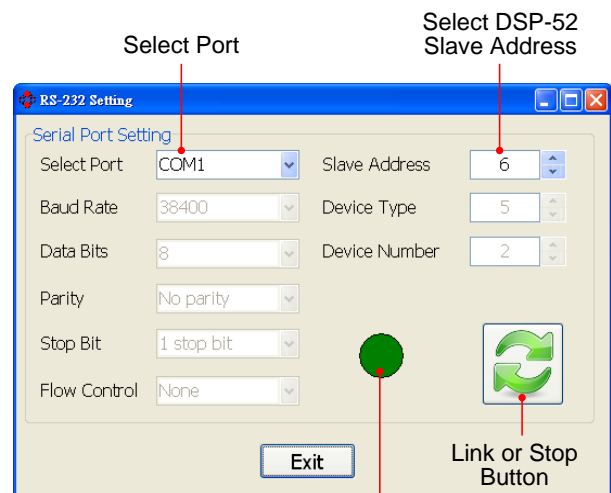 Select Port
Select DSP-52
Slave Address
RS-232 Setting
Serial Port Setting
Select Port COM1 Slave Address 6
Baud Rate 38400 Device Type 5
Data Bits 8 Device Number 2
Parity No parity
Stop Bit 1 stop bit
Flow Control None
Exit
Link or Stop
Button